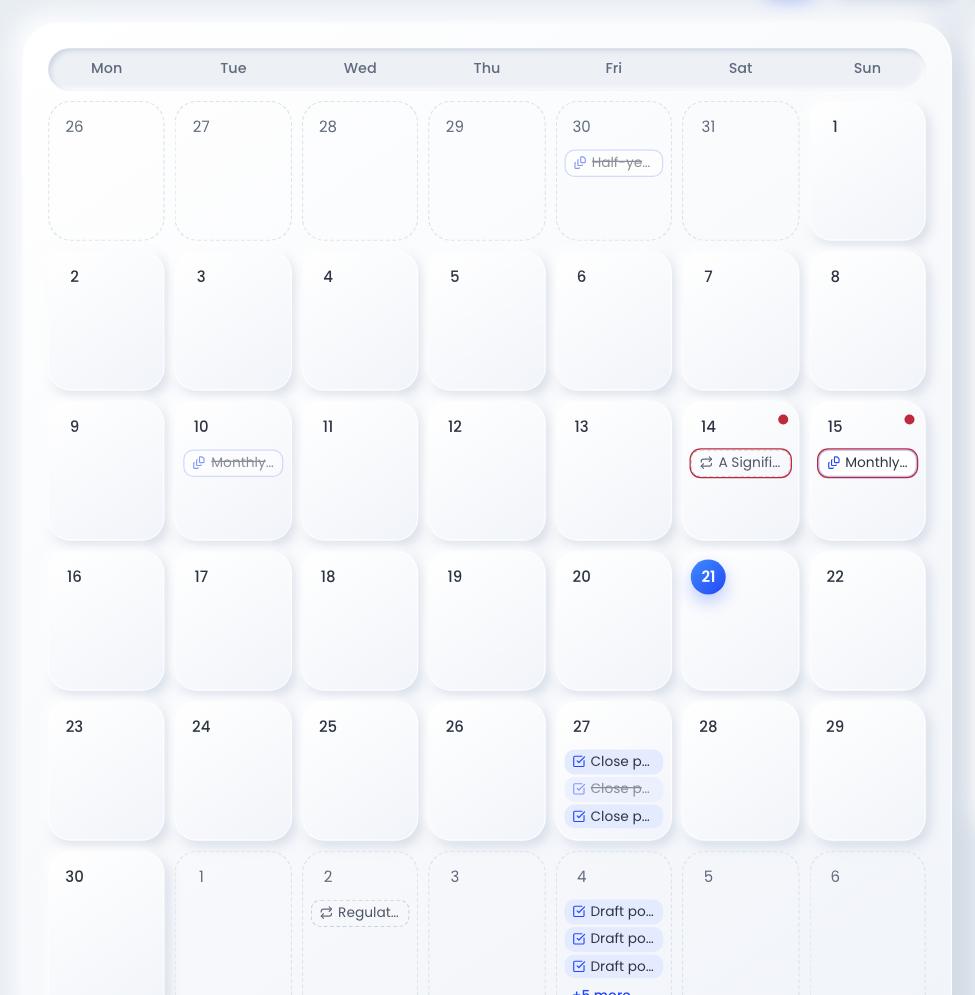 Mon Tue Wed Thu Fri Sat Sun
26 27 28 29 30 31 1
Half-ye...
2 3 4 5 6 7 8
9 10 11 12 13 14 15
Monthly... A Signifi... Monthly...
16 17 18 19 20 21 22
23 24 25 26 27 28 29
Close p...
Close p...
Close p...
30 1 2 3 4 5 6
Regulat... Draft po...
Draft po...
Draft po...
+5 more